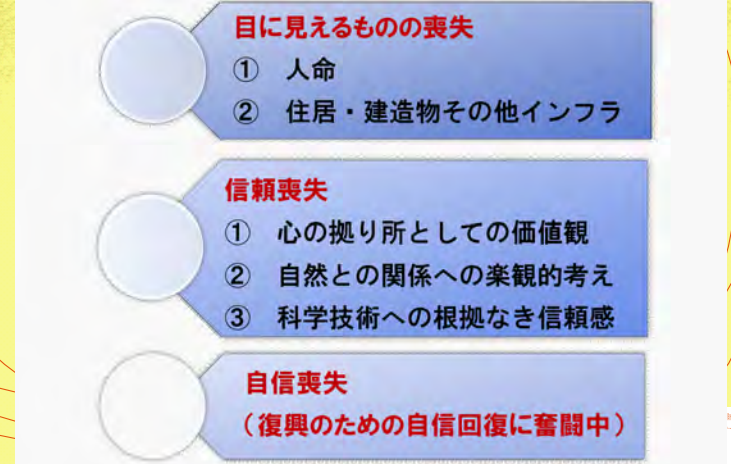 目に見えるものの喪失
① 人命
② 住居・建造物その他インフラ
信頼喪失
① 心の拠り所としての価値観
② 自然との関係への楽観的考え
③ 科学技術への根拠なき信頼感
自信喪失
（復興のための自信回復に奮闘中）